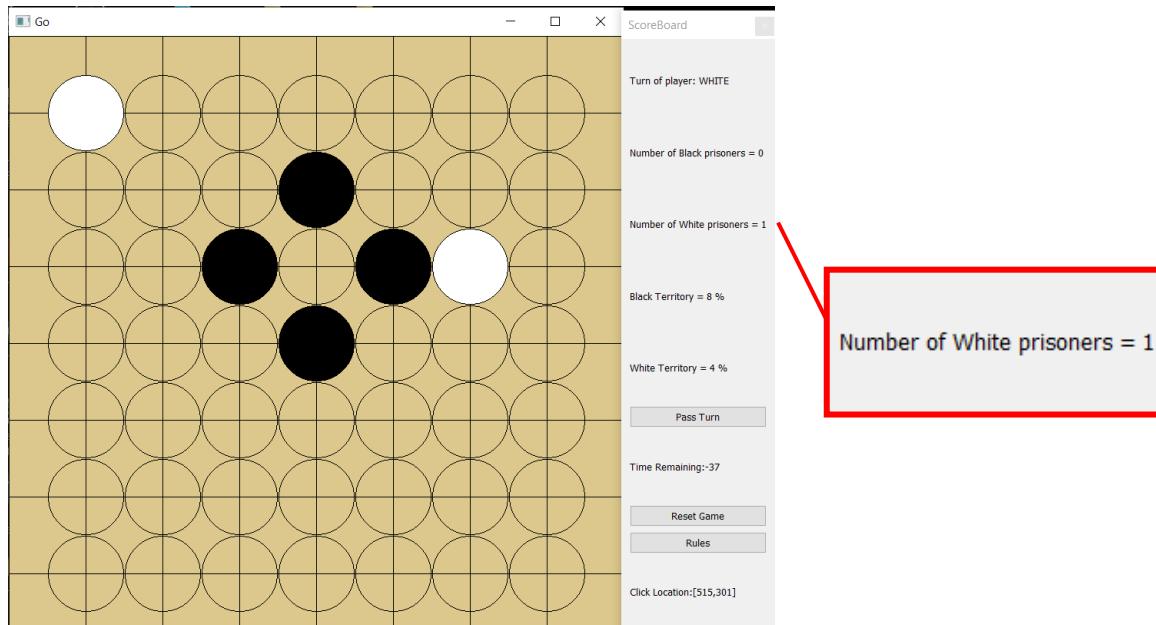 Go
ScoreBoard
Turn of player: WHITE
Number of Black prisoners = 0
Number of White prisoners = 1
Black Territory = 8 %
White Territory = 4 %
Pass Turn
Time Remaining:-37
Reset Game
Rules
Click Location:[515,301]
Number of White prisoners = 1